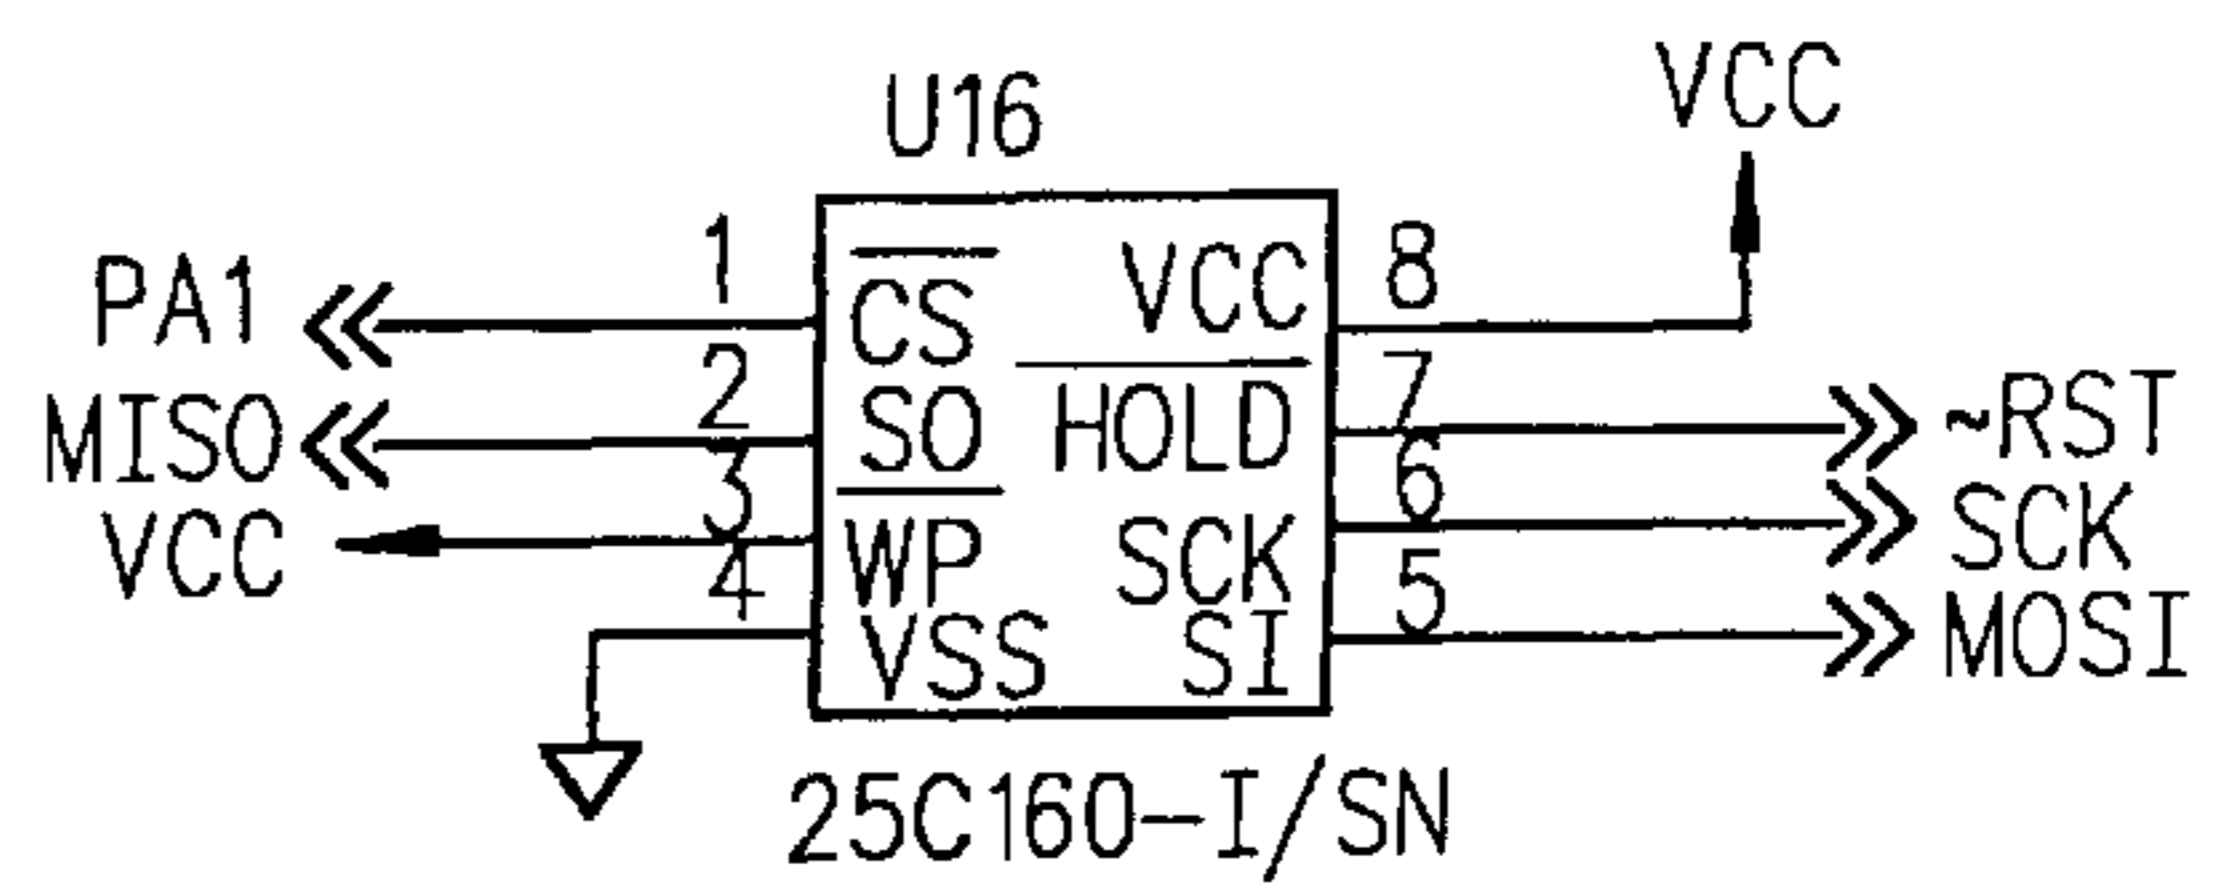 U16
VCC
1
8
PA1
CS
VCC
2
7
MISO
SO
HOLD
~RST
3
6
VCC
WP
SCK
SCK
4
5
VSS
SI
MOSI
25C160-I/SN